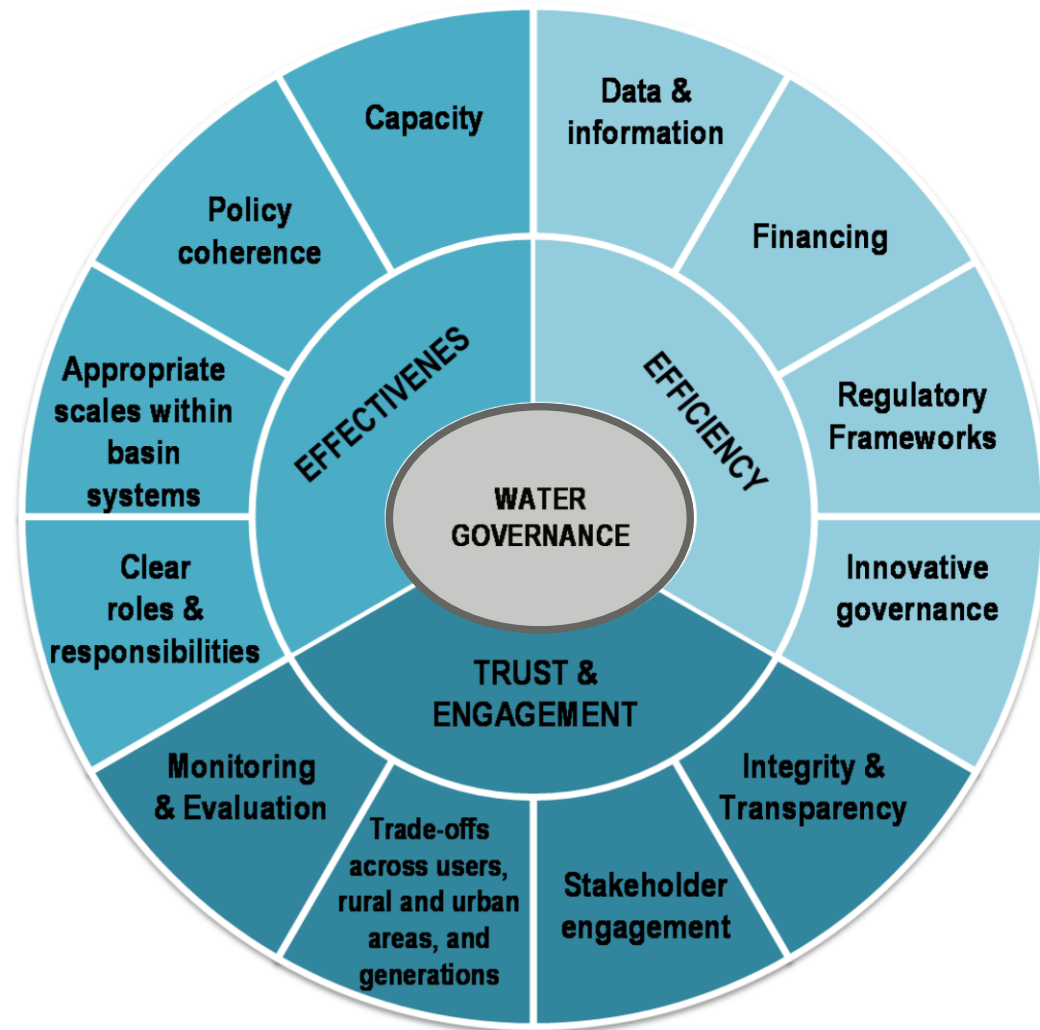 Capacity
Data &
information
Policy
coherence
Financing
Appropriate
scales within
basin
systems
Regulatory
Frameworks
Clear
roles &
responsibilities
Innovative
governance
EFFECTIVENES
EFFICIENCY
WATER
GOVERNANCE
TRUST &
ENGAGEMENT
Monitoring
& Evaluation
Trade-offs
across users,
rural and urban
areas, and
generations
Stakeholder
engagement
Integrity &
Transparency